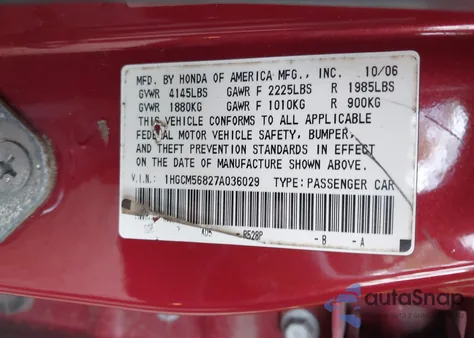 MFD. BY HONDA OF AMERICA MFG., INC. 10/06
GVWR 4145LBS GAWR F 2225LBS R 1985LBS
GVWR 1880KG GAWR F 1010KG R 900KG
THIS VEHICLE CONFORMS TO ALL APPLICABLE
FEDERAL MOTOR VEHICLE SAFETY, BUMPER,
AND THEFT PREVENTION STANDARDS IN EFFECT
ON THE DATE OF MANUFACTURE SHOWN ABOVE.
V.I.N.: 1HGCM56827A036029 TYPE: PASSENGER CAR
R528P -B -A
autaSnap